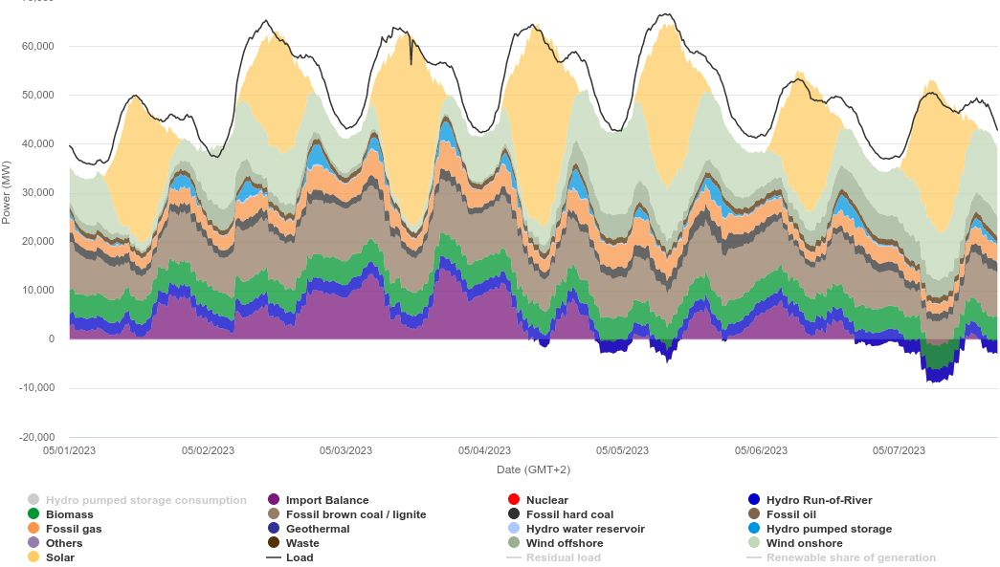 60,000
50,000
40,000
30,000
20,000
10,000
0
-10,000
-20,000
Power (MW)
05/01/2023 05/02/2023 05/03/2023 05/04/2023 05/05/2023 05/06/2023 05/07/2023
Date (GMT+2)
Hydro pumped storage consumption Import Balance Nuclear Hydro Run-of-River
Biomass Fossil brown coal / lignite Fossil hard coal Fossil oil
Fossil gas Geothermal Hydro water reservoir Hydro pumped storage
Others Waste Wind offshore Wind onshore
Solar Load Residual load Renewable share of generation